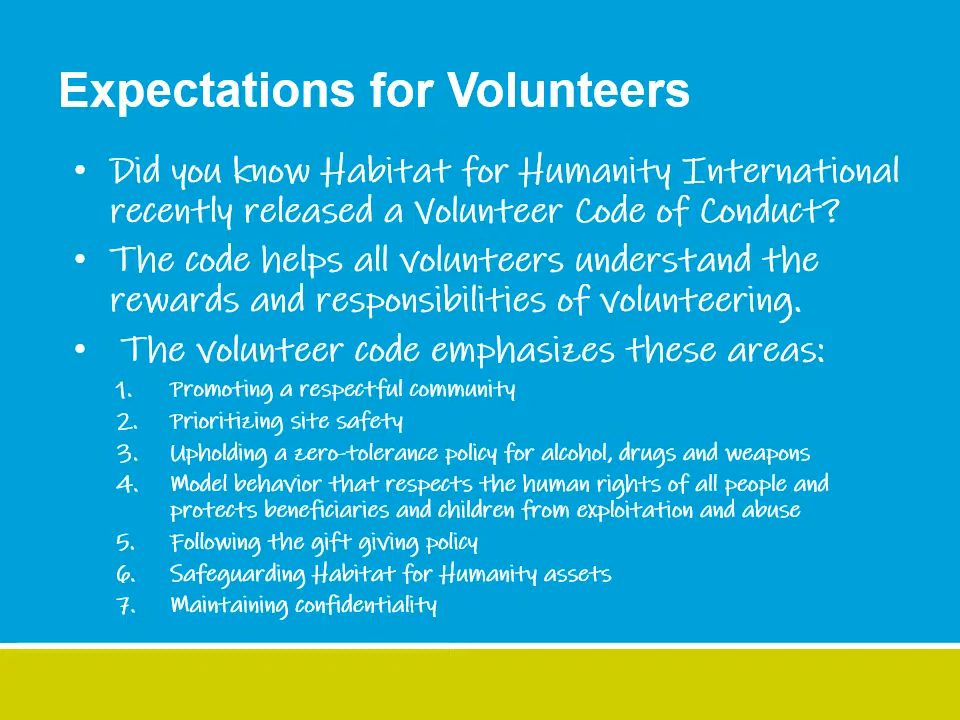 Expectations for Volunteers
• Did you know Habitat for Humanity International
recently released a Volunteer Code of Conduct?
• The code helps all volunteers understand the
rewards and responsibilities of volunteering.
• The volunteer code emphasizes these areas:
1. Promoting a respectful community
2. Prioritizing site safety
3. Upholding a zero-tolerance policy for alcohol, drugs and weapons
4. Model behavior that respects the human rights of all people and
protects beneficiaries and children from exploitation and abuse
5. Following the gift giving policy
6. Safeguarding Habitat for Humanity assets
7. Maintaining confidentiality